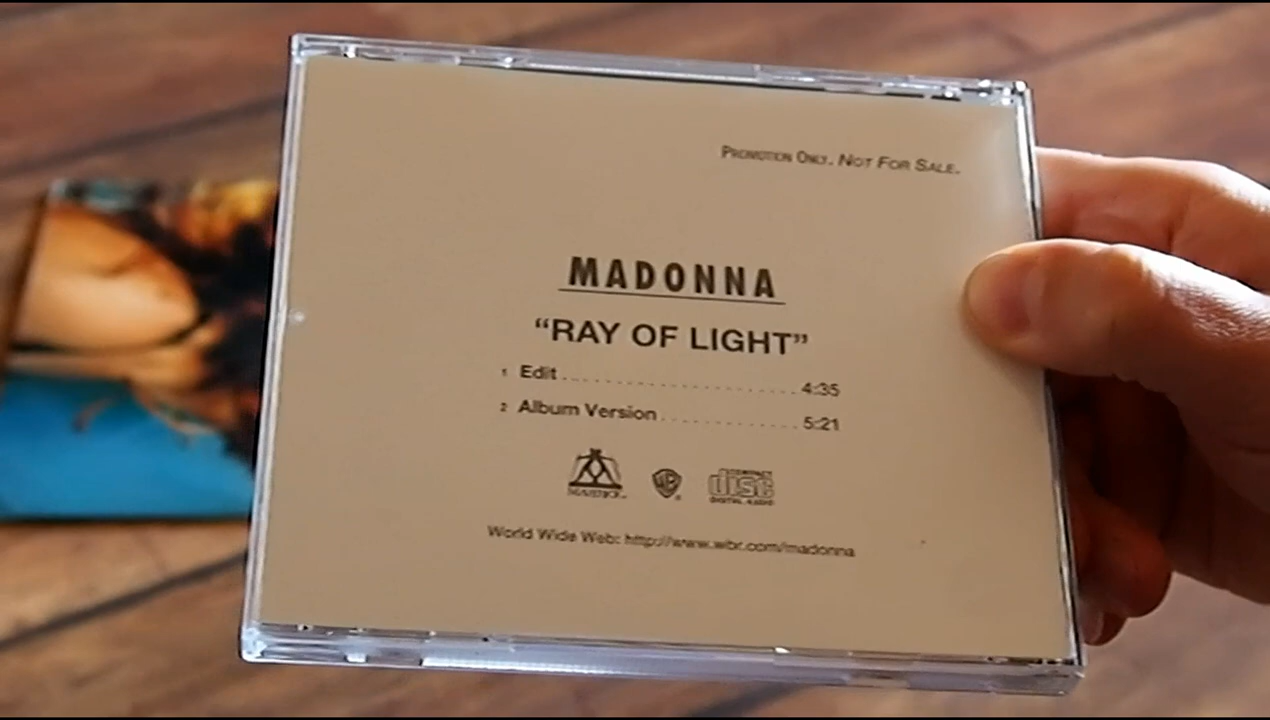 PROMOTION ONLY. NOT FOR SALE.
MADONNA
“RAY OF LIGHT”
1 Edit . . . . . . . . . . . . . . . . . . . . . 4:35
2 Album Version . . . . . . . . . . . . 5:21
MAVERICK
WB
COMPACT
disc
DIGITAL AUDIO
World Wide Web: http://www.wbr.com/madonna